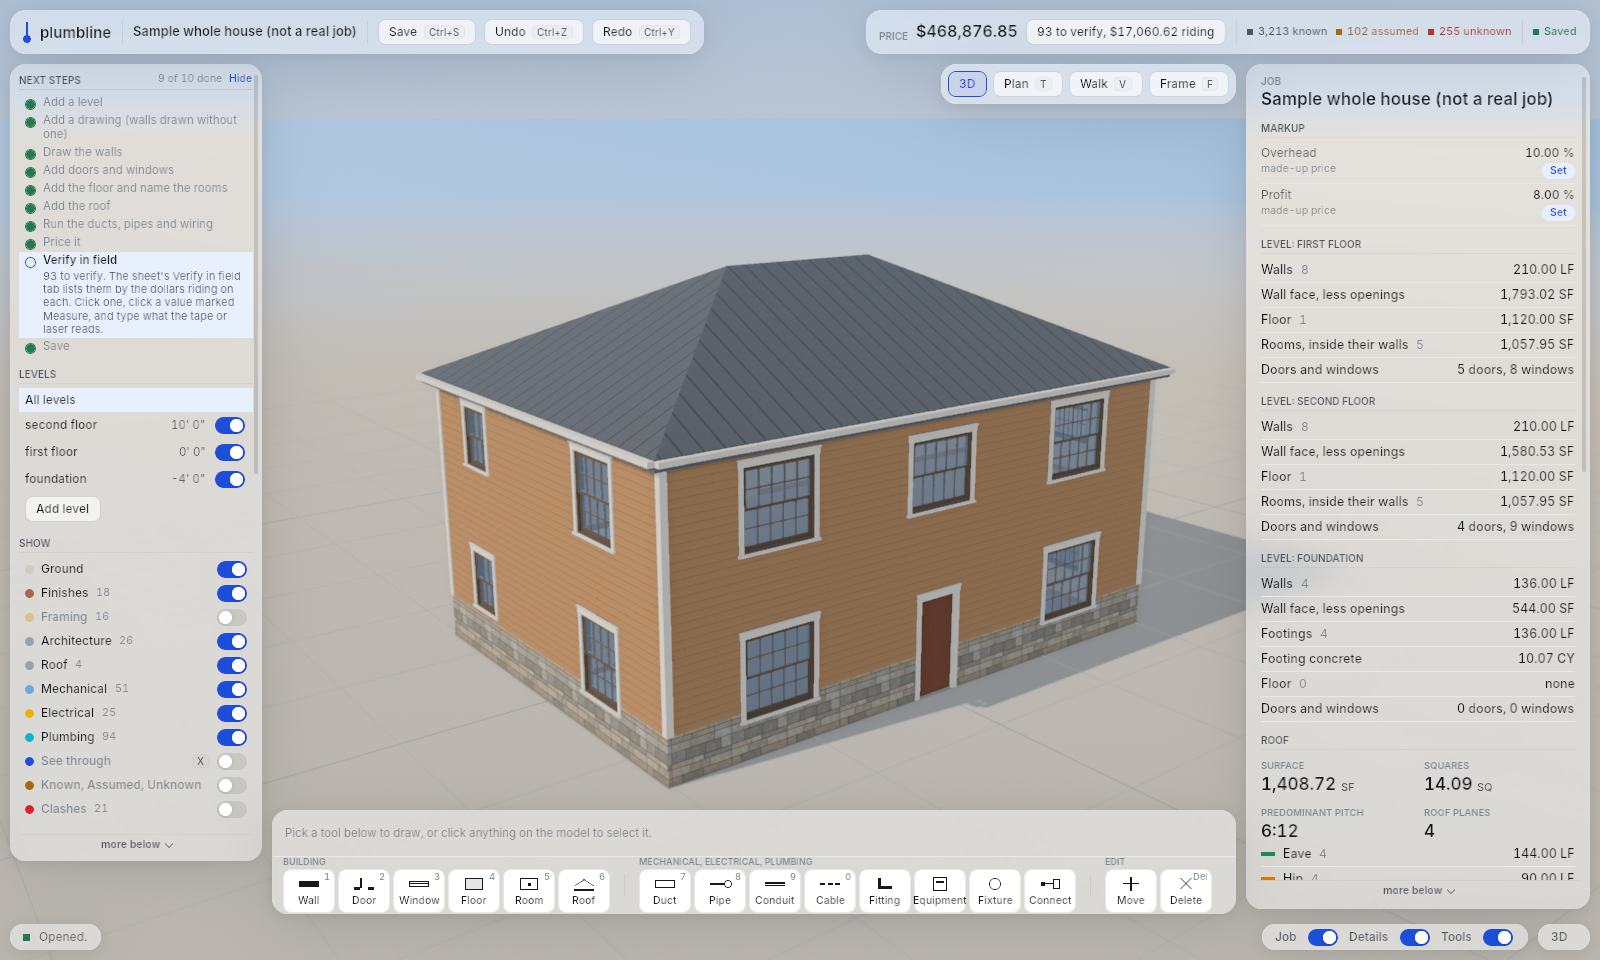 plumbline
Sample whole house (not a real job)
Save Ctrl+S
Undo Ctrl+Z
Redo Ctrl+Y
PRICE $468,876.85
93 to verify, $17,060.62 riding
3,213 known
102 assumed
255 unknown
Saved
NEXT STEPS 9 of 10 done Hide
Add a level
Add a drawing (walls drawn without
one)
Draw the walls
Add doors and windows
Add the floor and name the rooms
Add the roof
Run the ducts, pipes and wiring
Price it
Verify in field
93 to verify. The sheet's Verify in field
tab lists them by the dollars riding on
each. Click one, click a value marked
Measure, and type what the tape or
laser reads.
Save
LEVELS
All levels
second floor 10' 0"
first floor 0' 0"
foundation -4' 0"
Add level
SHOW
Ground
Finishes 18
Framing 16
Architecture 26
Roof 4
Mechanical 51
Electrical 25
Plumbing 94
See through X
Known, Assumed, Unknown
Clashes 21
more below
3D
Plan T
Walk V
Frame F
JOB
Sample whole house (not a real job)
MARKUP
Overhead 10.00 %
made-up price Set
Profit 8.00 %
made-up price Set
LEVEL: FIRST FLOOR
Walls 8 210.00 LF
Wall face, less openings 1,793.02 SF
Floor 1 1,120.00 SF
Rooms, inside their walls 5 1,057.95 SF
Doors and windows 5 doors, 8 windows
LEVEL: SECOND FLOOR
Walls 8 210.00 LF
Wall face, less openings 1,580.53 SF
Floor 1 1,120.00 SF
Rooms, inside their walls 5 1,057.95 SF
Doors and windows 4 doors, 9 windows
LEVEL: FOUNDATION
Walls 4 136.00 LF
Wall face, less openings 544.00 SF
Footings 4 136.00 LF
Footing concrete 10.07 CY
Floor 0 none
Doors and windows 0 doors, 0 windows
ROOF
SURFACE SQUARES
1,408.72 SF 14.09 SQ
PREDOMINANT PITCH ROOF PLANES
6:12 4
Eave 4 144.00 LF
Hip 4 90.00 LF
more below
Pick a tool below to draw, or click anything on the model to select it.
BUILDING
Wall 1
Door 2
Window 3
Floor 4
Room 5
Roof 6
MECHANICAL, ELECTRICAL, PLUMBING
Duct 7
Pipe 8
Conduit 9
Cable 0
Fitting
Equipment
Fixture
Connect
EDIT
Move
Delete Del
Opened.
Job
Details
Tools
3D